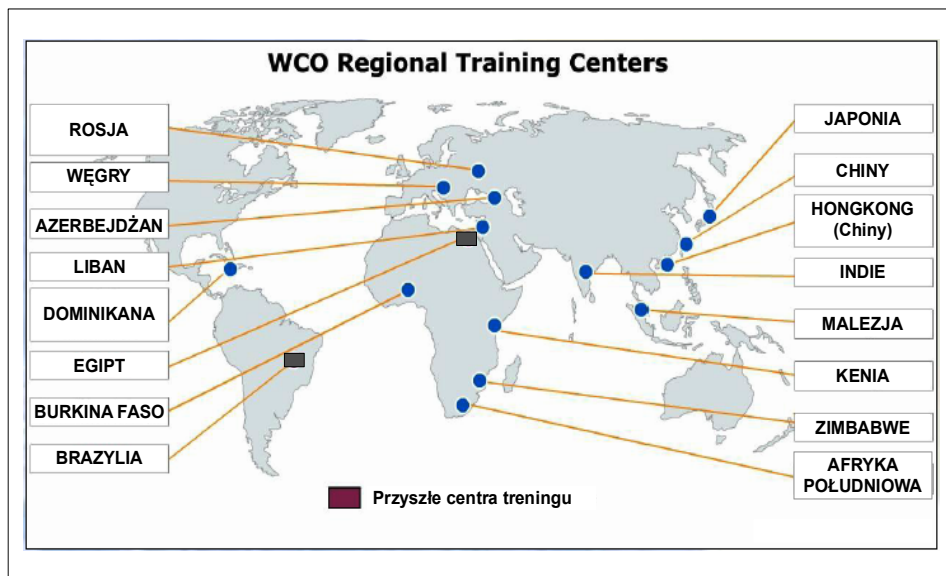 WCO Regional Training Centers
ROSJA
WĘGRY
AZERBEJDŻAN
LIBAN
DOMINIKANA
EGIPT
BURKINA FASO
BRAZYLIA
JAPONIA
CHINY
HONGKONG
(Chiny)
INDIE
MALEZJA
KENIA
ZIMBABWE
AFRYKA
POŁUDNIOWA
Przyszłe centra treningu